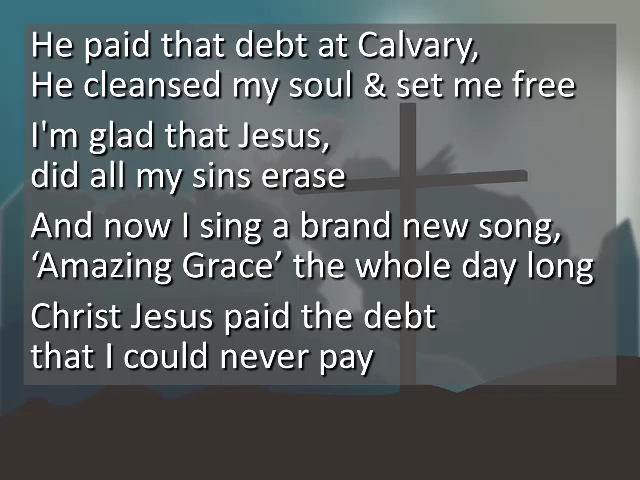 He paid that debt at Calvary,
He cleansed my soul & set me free
I'm glad that Jesus,
did all my sins erase
And now I sing a brand new song,
‘Amazing Grace’ the whole day long
Christ Jesus paid the debt
that I could never pay